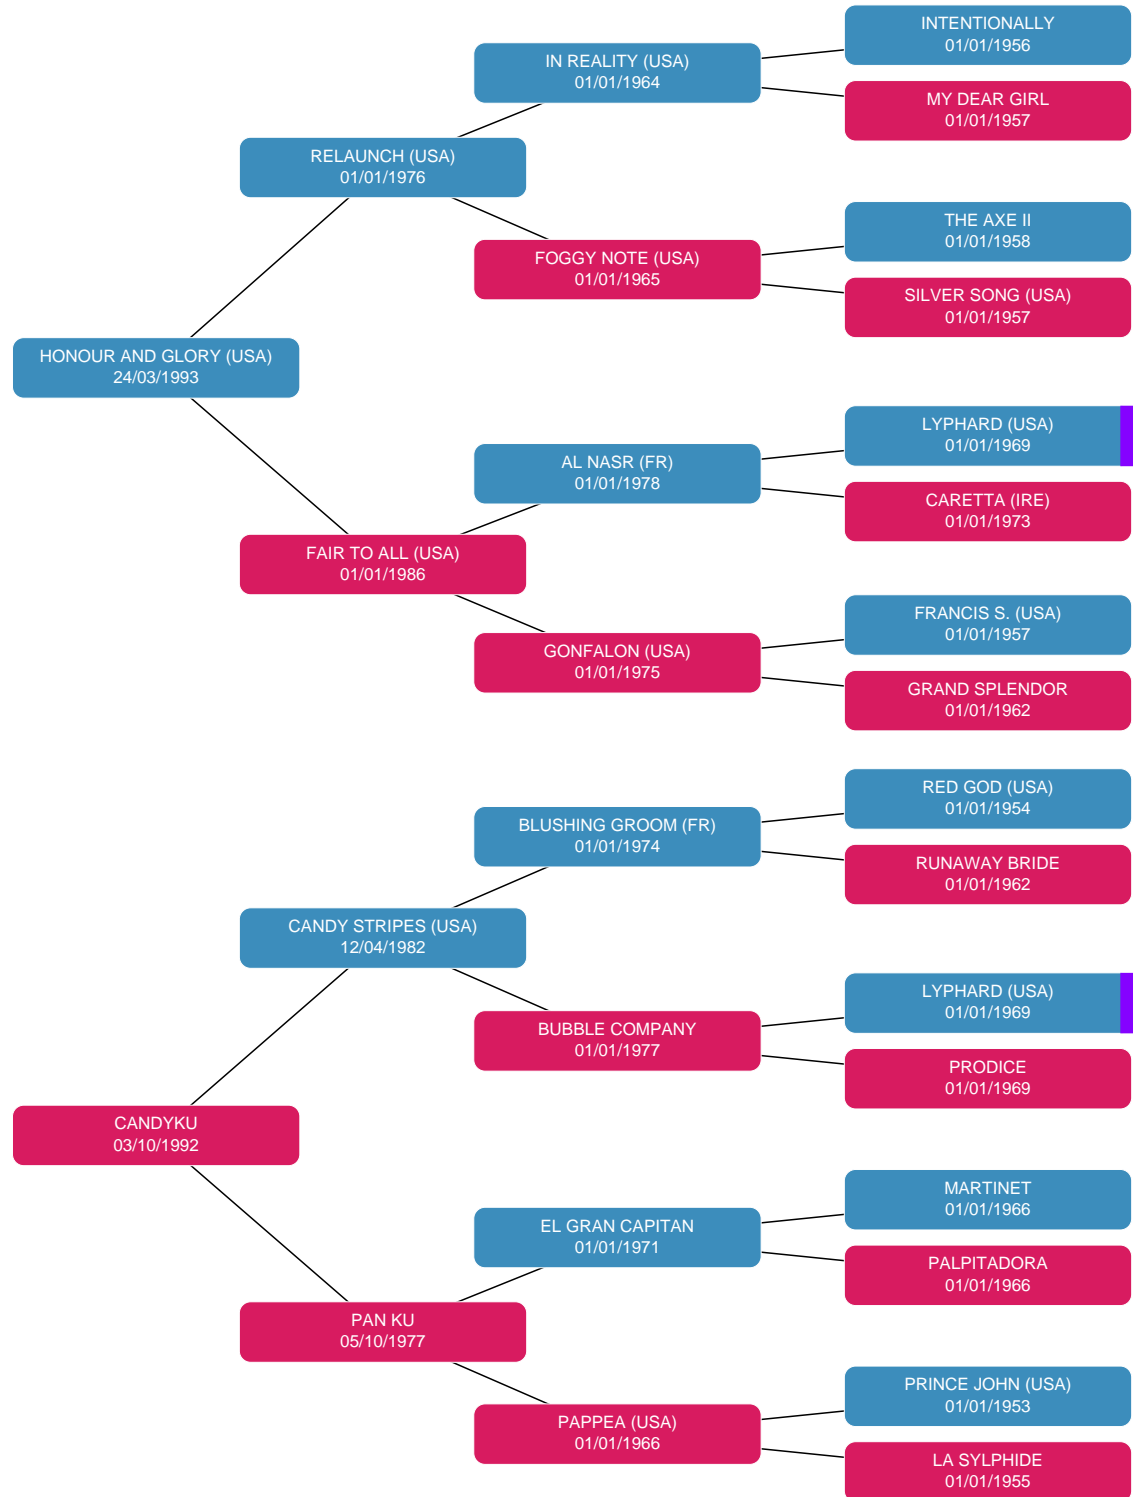 INTENTIONALLY
01/01/1956
IN REALITY (USA)
01/01/1964
MY DEAR GIRL
01/01/1957
RELAUNCH (USA)
01/01/1976
THE AXE II
01/01/1958
FOGGY NOTE (USA)
01/01/1965
SILVER SONG (USA)
01/01/1957
HONOUR AND GLORY (USA)
24/03/1993
LYPHARD (USA)
01/01/1969
AL NASR (FR)
01/01/1978
CARETTA (IRE)
01/01/1973
FAIR TO ALL (USA)
01/01/1986
FRANCIS S. (USA)
01/01/1957
GONFALON (USA)
01/01/1975
GRAND SPLENDOR
01/01/1962
RED GOD (USA)
01/01/1954
BLUSHING GROOM (FR)
01/01/1974
RUNAWAY BRIDE
01/01/1962
CANDY STRIPES (USA)
12/04/1982
LYPHARD (USA)
01/01/1969
BUBBLE COMPANY
01/01/1977
PRODICE
01/01/1969
CANDYKU
03/10/1992
MARTINET
01/01/1966
EL GRAN CAPITAN
01/01/1971
PALPITADORA
01/01/1966
PAN KU
05/10/1977
PRINCE JOHN (USA)
01/01/1953
PAPPEA (USA)
01/01/1966
LA SYLPHIDE
01/01/1955